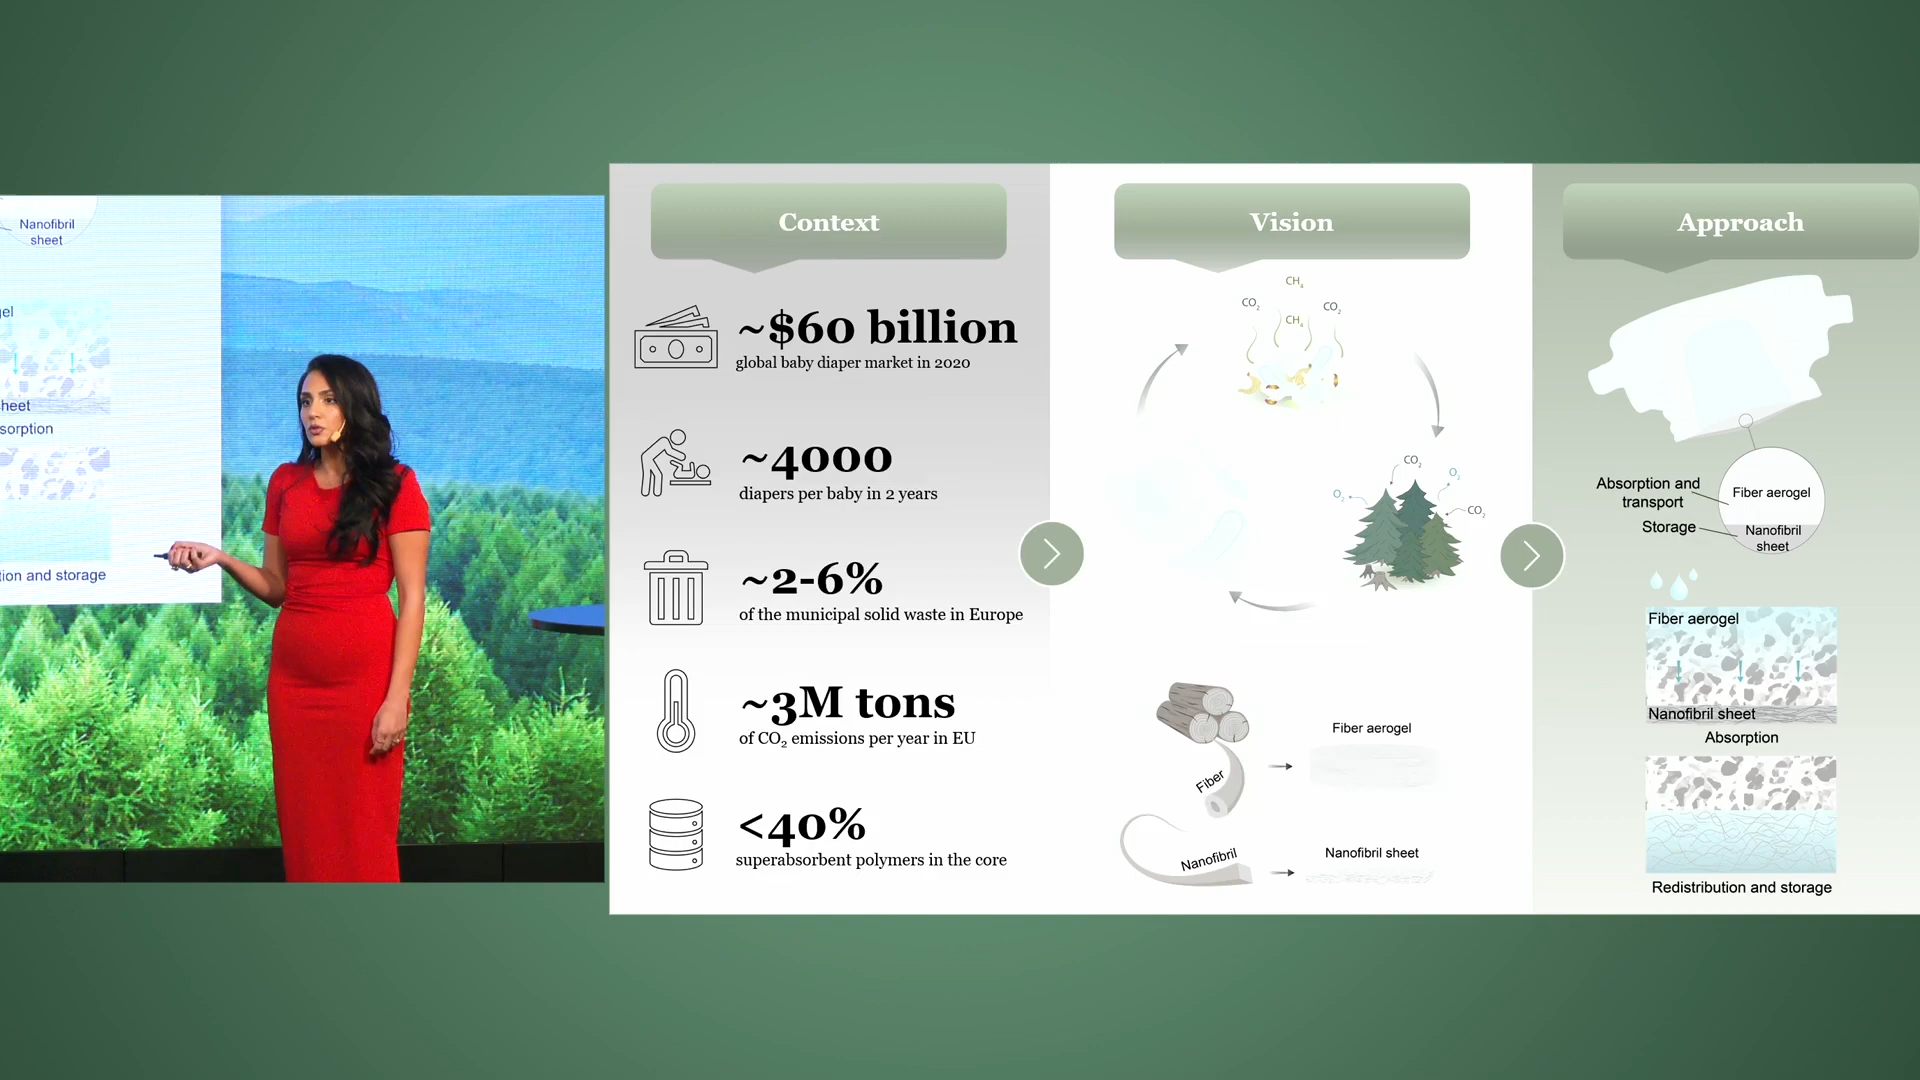 Nanofibril
sheet
sorption
tion and storage
Context
~$60 billion
global baby diaper market in 2020
~4000
diapers per baby in 2 years
~2-6%
of the municipal solid waste in Europe
~3M tons
of CO₂ emissions per year in EU
<40%
superabsorbent polymers in the core
Vision
CH₄
CO₂
CO₂
CH₄
CO₂
O₂
O₂
CO₂
Fiber
Fiber aerogel
Nanofibril
Nanofibril sheet
Approach
Absorption and
transport
Storage
Fiber aerogel
Nanofibril
sheet
Fiber aerogel
Nanofibril sheet
Absorption
Redistribution and storage